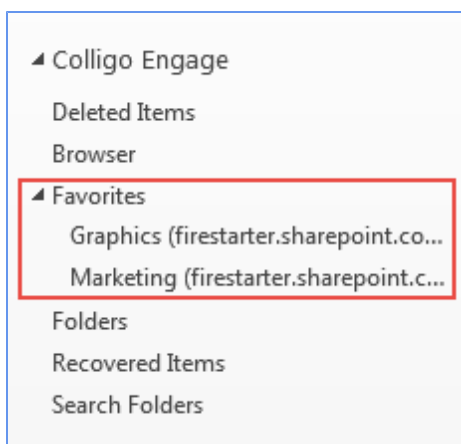 Colligo Engage
Deleted Items
Browser
Favorites
Graphics (firestarter.sharepoint.co...
Marketing (firestarter.sharepoint.c...
Folders
Recovered Items
Search Folders